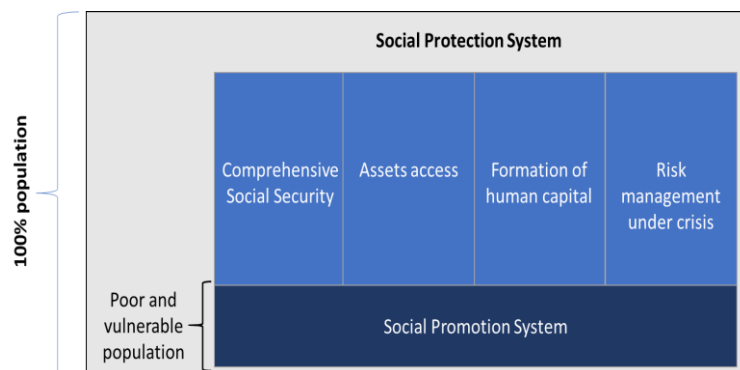 Social Protection System
100% population
Comprehensive
Social Security
Assets access
Formation of
human capital
Risk
management
under crisis
Poor and
vulnerable
population
Social Promotion System